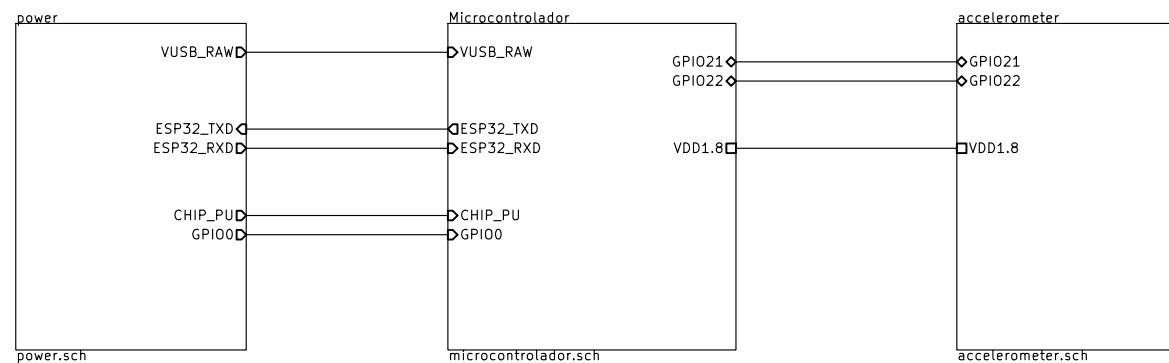 power
VUSB_RAW
ESP32_TXD
ESP32_RXD
CHIP_PU
GPIO0
power.sch
Microcontrolador
VUSB_RAW
ESP32_TXD
ESP32_RXD
CHIP_PU
GPIO0
GPIO21
GPIO22
VDD1.8
microcontrolador.sch
accelerometer
GPIO21
GPIO22
VDD1.8
accelerometer.sch